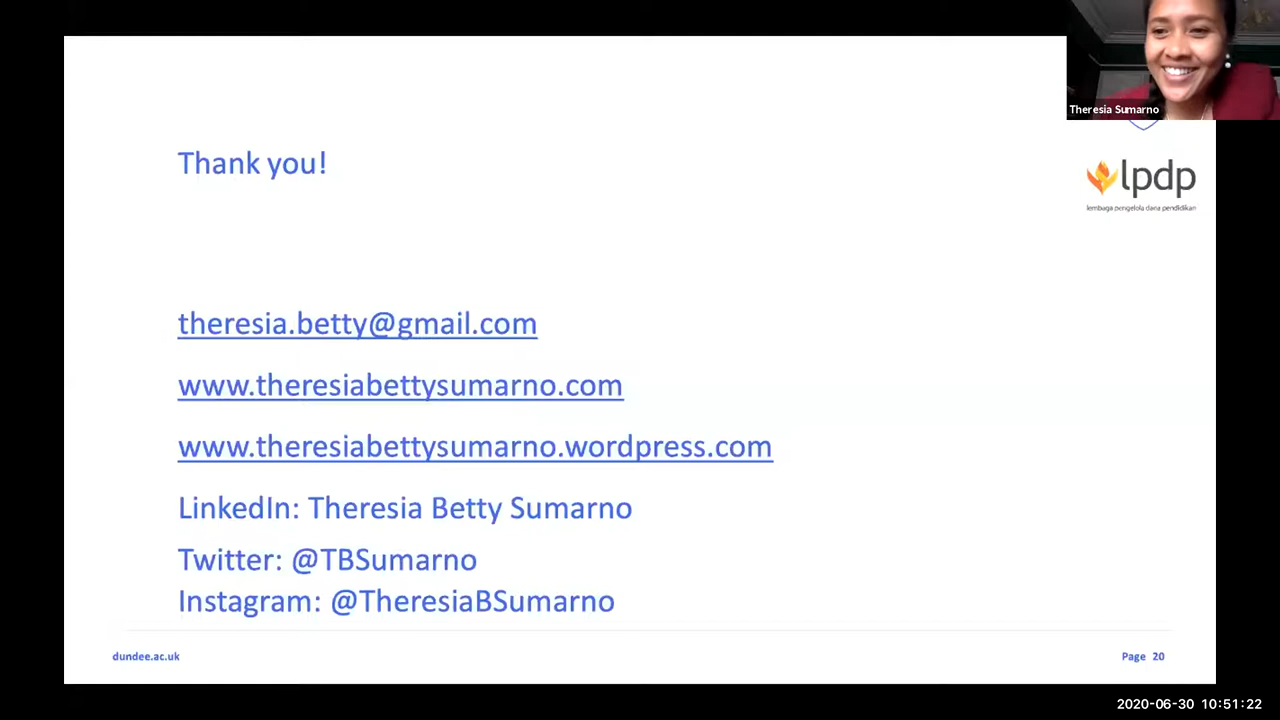 Theresia Sumarno
Thank you!
lpdp
lembaga pengelola dana pendidikan
theresia.betty@gmail.com
www.theresiabettysumarno.com
www.theresiabettysumarno.wordpress.com
LinkedIn: Theresia Betty Sumarno
Twitter: @TBSumarno
Instagram: @TheresiaBSumarno
dundee.ac.uk
Page 20
2020-06-30 10:51:22